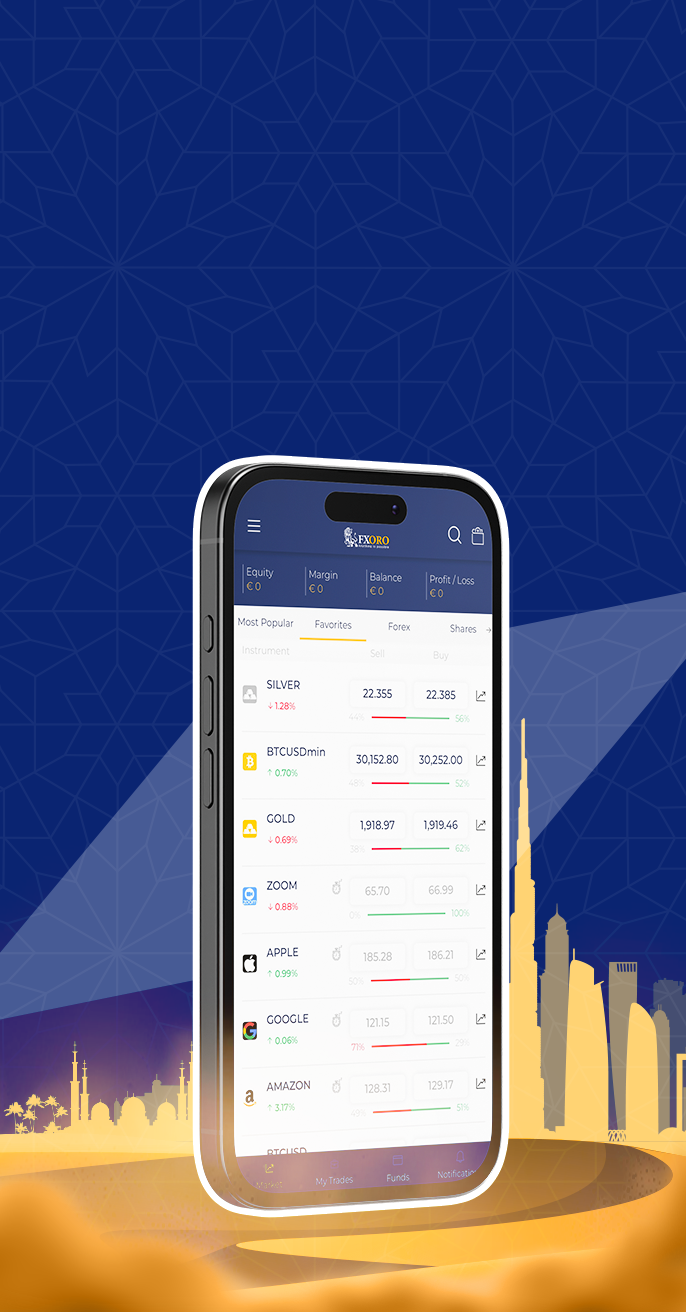 FXORO
Equity
€ 0
Margin
€ 0
Balance
€ 0
Profit / Loss
€ 0
Most Popular
Favorites
Forex
Shares
Instrument
Sell
Buy
SILVER
↓ 1.28%
22.355
22.385
44%
56%
BTCUSDmin
↑ 0.70%
30,152.80
30,252.00
48%
52%
GOLD
↓ 0.69%
1,918.97
1,919.46
38%
62%
ZOOM
↓ 0.88%
65.70
66.99
0%
100%
APPLE
↑ 0.99%
185.28
186.21
50%
50%
GOOGLE
↑ 0.06%
121.15
121.50
71%
29%
AMAZON
↑ 3.17%
128.31
129.17
49%
51%
BTCUSD
Market
My Trades
Funds
Notifications